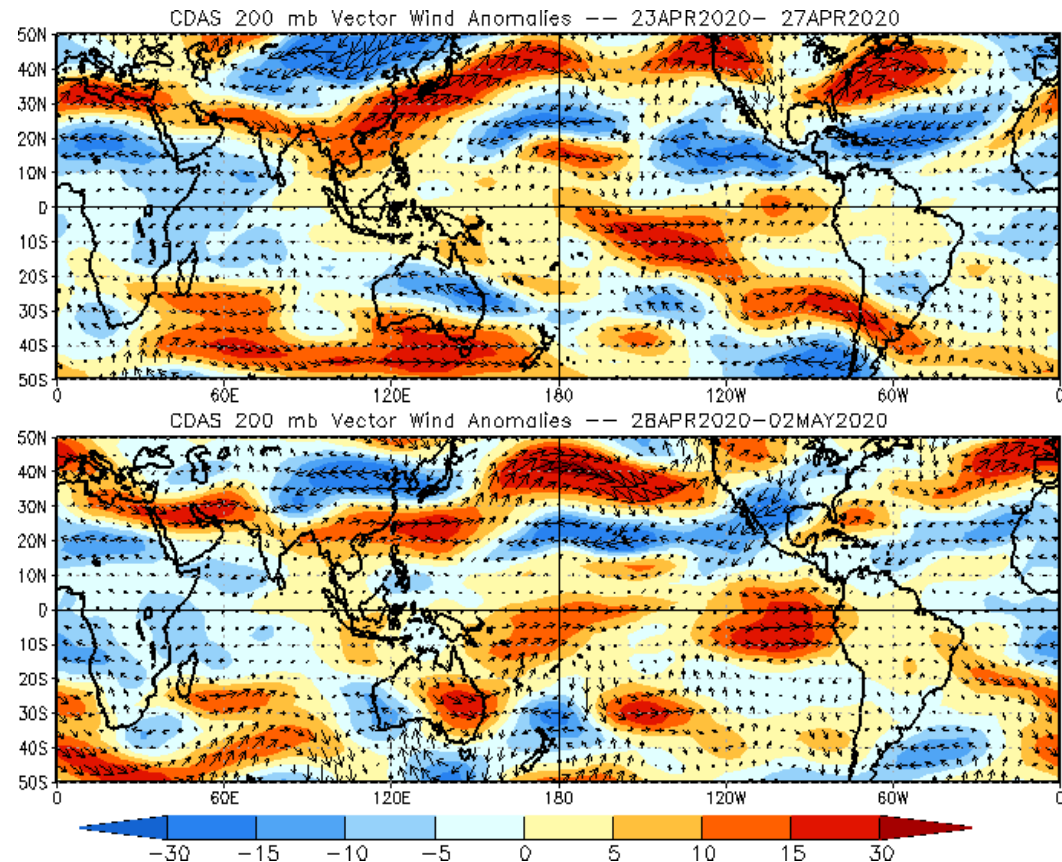 CDAS 200 mb Vector Wind Anomalies -- 23APR2020- 27APR2020
50N
40N
30N
20N
10N
0
10S
20S
30S
40S
50S
0 60E 120E 180 120W 60W 0
CDAS 200 mb Vector Wind Anomalies -- 28APR2020-02MAY2020
50N
40N
30N
20N
10N
0
10S
20S
30S
40S
50S
0 60E 120E 180 120W 60W 0
-30 -15 -10 -5 0 5 10 15 30